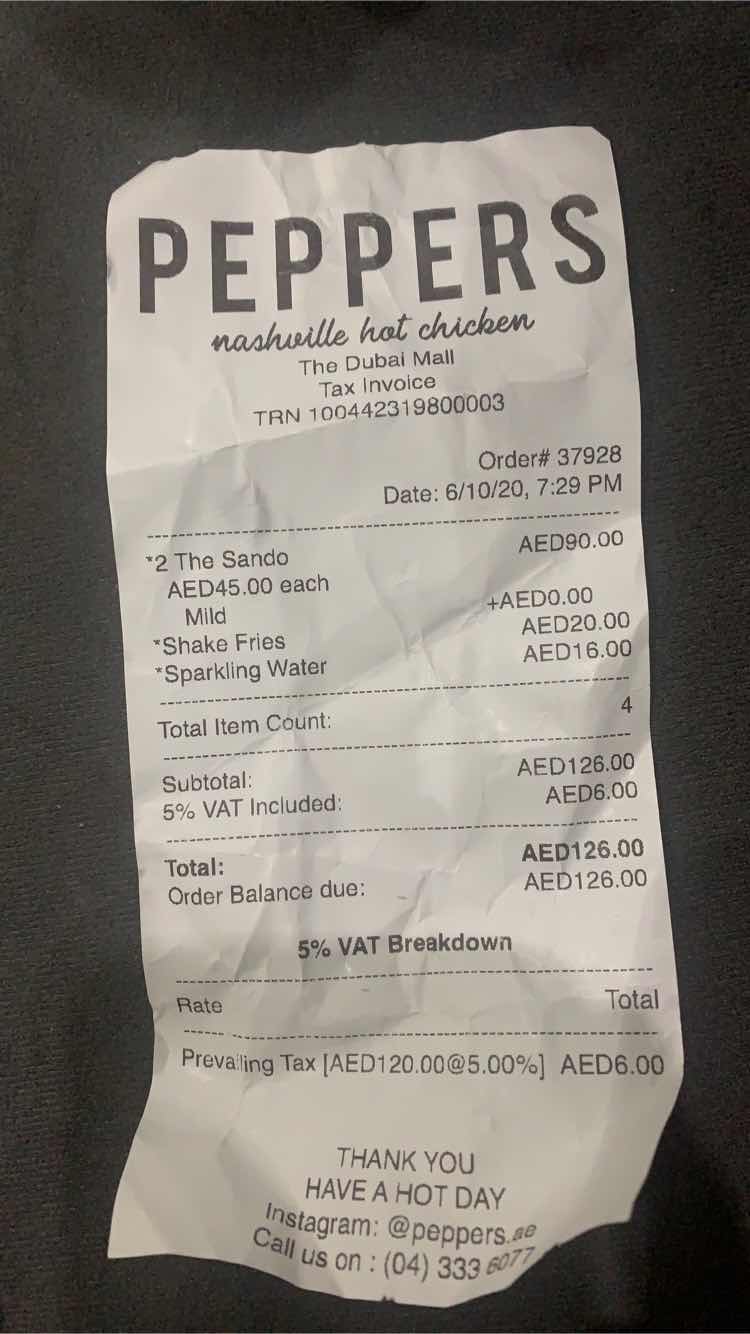 PEPPERS
nashville hot chicken
The Dubai Mall
Tax Invoice
TRN 100442319800003
Order# 37928
Date: 6/10/20, 7:29 PM
*2 The Sando AED90.00
AED45.00 each
Mild +AED0.00
*Shake Fries AED20.00
*Sparkling Water AED16.00
Total Item Count: 4
Subtotal: AED126.00
5% VAT Included: AED6.00
Total: AED126.00
Order Balance due: AED126.00
5% VAT Breakdown
Rate Total
Prevailing Tax [AED120.00@5.00%] AED6.00
THANK YOU
HAVE A HOT DAY
Instagram: @peppers.ae
Call us on : (04) 333 6077